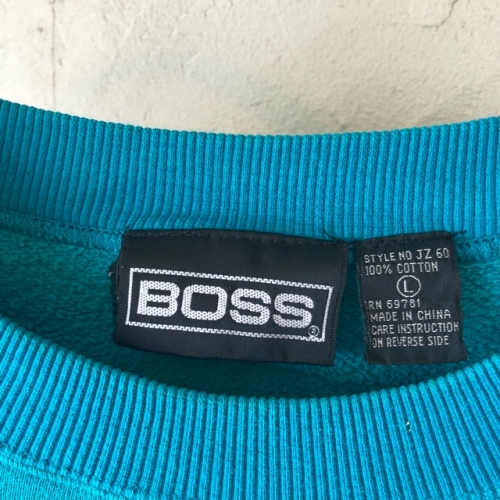 BOSS
®
STYLE NO JZ 60
100% COTTON
L
RN 59781
MADE IN CHINA
CARE INSTRUCTION
ON REVERSE SIDE